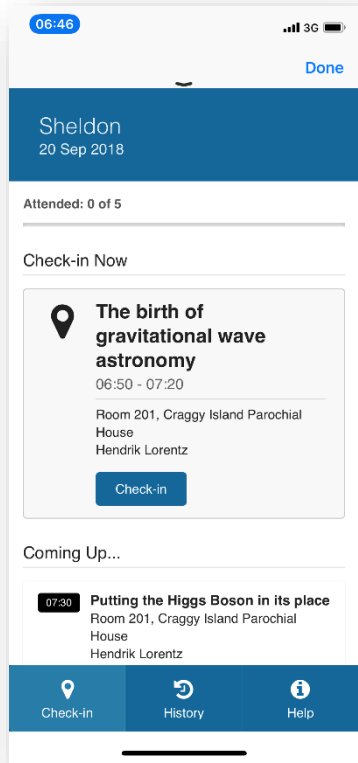 06:46
3G
Done
Sheldon
20 Sep 2018
Attended: 0 of 5
Check-in Now
The birth of
gravitational wave
astronomy
06:50 - 07:20
Room 201, Craggy Island Parochial
House
Hendrik Lorentz
Check-in
Coming Up...
07:30
Putting the Higgs Boson in its place
Room 201, Craggy Island Parochial
House
Hendrik Lorentz
Check-in
History
Help